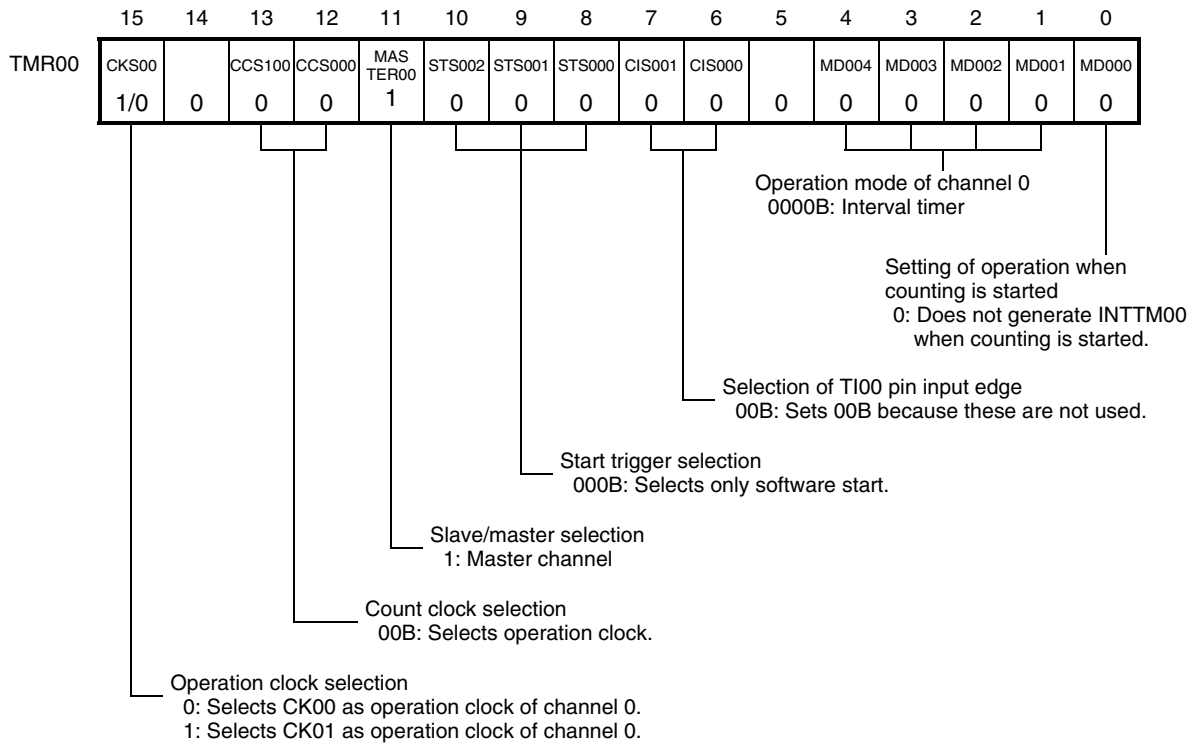 15 14 13 12 11 10 9 8 7 6 5 4 3 2 1 0
TMR00 CKS00 CCS100 CCS000 MAS TER00 STS002 STS001 STS000 CIS001 CIS000 MD004 MD003 MD002 MD001 MD000
1/0 0 0 0 1 0 0 0 0 0 0 0 0 0 0 0
Operation mode of channel 0
0000B: Interval timer
Setting of operation when
counting is started
0: Does not generate INTTM00
when counting is started.
Selection of TI00 pin input edge
00B: Sets 00B because these are not used.
Start trigger selection
000B: Selects only software start.
Slave/master selection
1: Master channel
Count clock selection
00B: Selects operation clock.
Operation clock selection
0: Selects CK00 as operation clock of channel 0.
1: Selects CK01 as operation clock of channel 0.